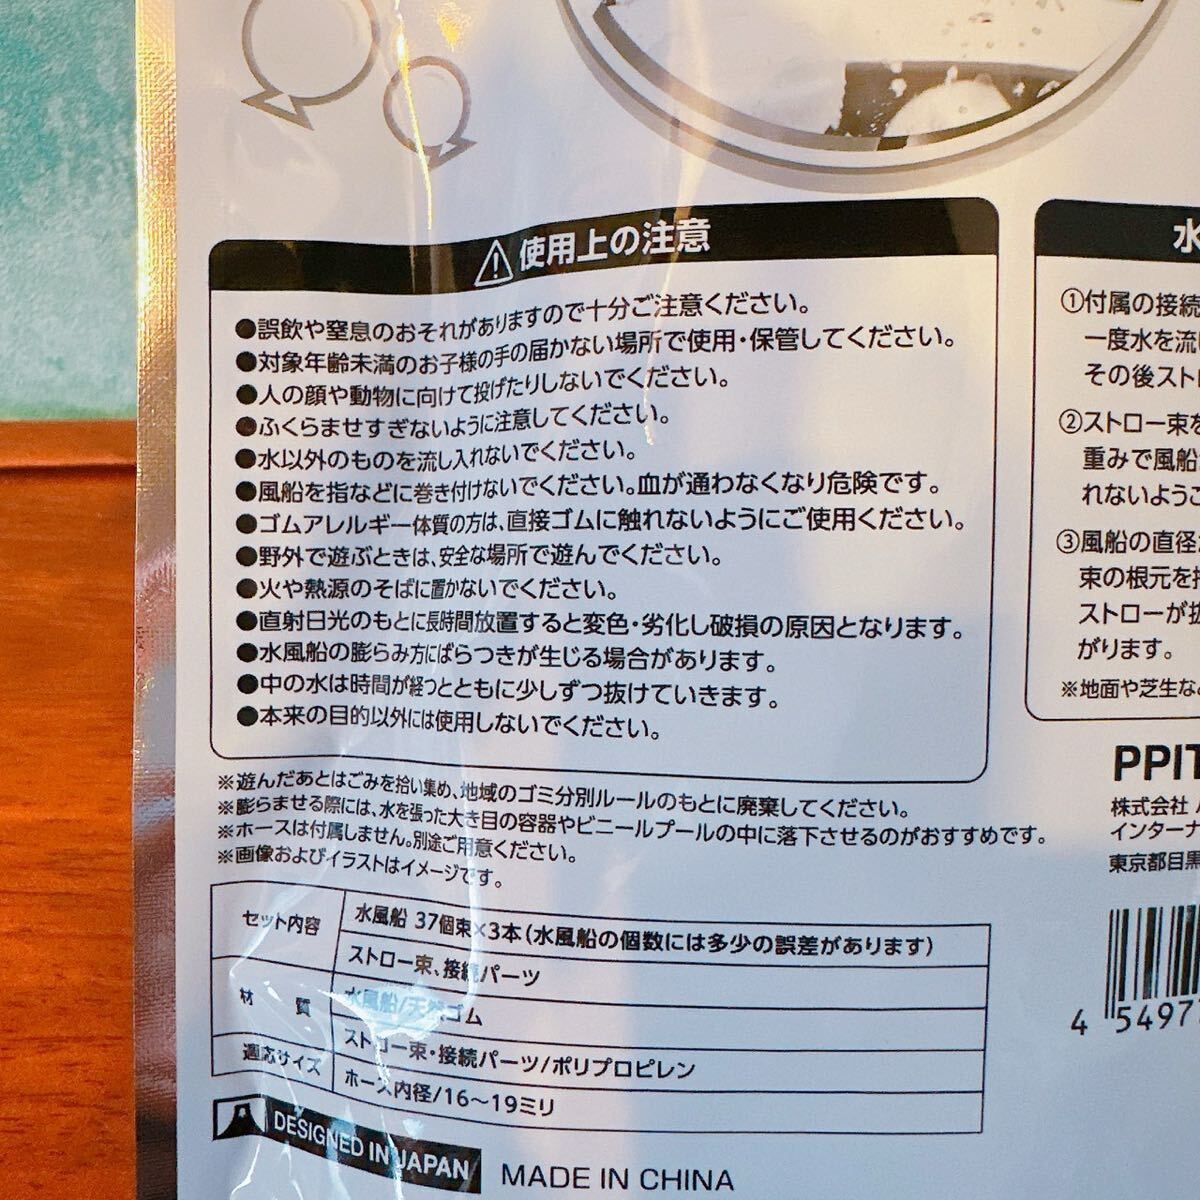 使用上の注意
●誤飲や窒息のおそれがありますので十分ご注意ください。
●対象年齢未満のお子様の手の届かない場所で使用・保管してください。
●人の顔や動物に向けて投げたりしないでください。
●ふくらませすぎないように注意してください。
●水以外のものを流し入れないでください。
●風船を指などに巻き付けないでください。血が通わなくなり危険です。
●ゴムアレルギー体質の方は、直接ゴムに触れないようにご使用ください。
●野外で遊ぶときは、安全な場所で遊んでください。
●火や熱源のそばに置かないでください。
●直射日光のもとに長時間放置すると変色・劣化し破損の原因となります。
●水風船の膨らみ方にばらつきが生じる場合があります。
●中の水は時間が経つとともに少しずつ抜けていきます。
●本来の目的以外には使用しないでください。
※遊んだあとはごみを拾い集め、地域のゴミ分別ルールのもとに廃棄してください。
※膨らませる際には、水を張った大き目の容器やビニールプールの中に落下させるのがおすすめです。
※ホースは付属しません。別途ご用意ください。
※画像およびイラストはイメージです。
セット内容
水風船 37個束×3本(水風船の個数には多少の誤差があります)
ストロー束、接続パーツ
材 質
水風船/天然ゴム
ストロー束・接続パーツ/ポリプロピレン
適応サイズ
ホース内径/16~19ミリ
DESIGNED IN JAPAN
MADE IN CHINA
水
①付属の接続
一度水を流
その後スト
②ストロー束を
重みで風船
れないよう
③風船の直径
束の根元を
ストローが
がります。
※地面や芝生な
PPIT
株式会社
インターナ
東京都目黒
4 54977